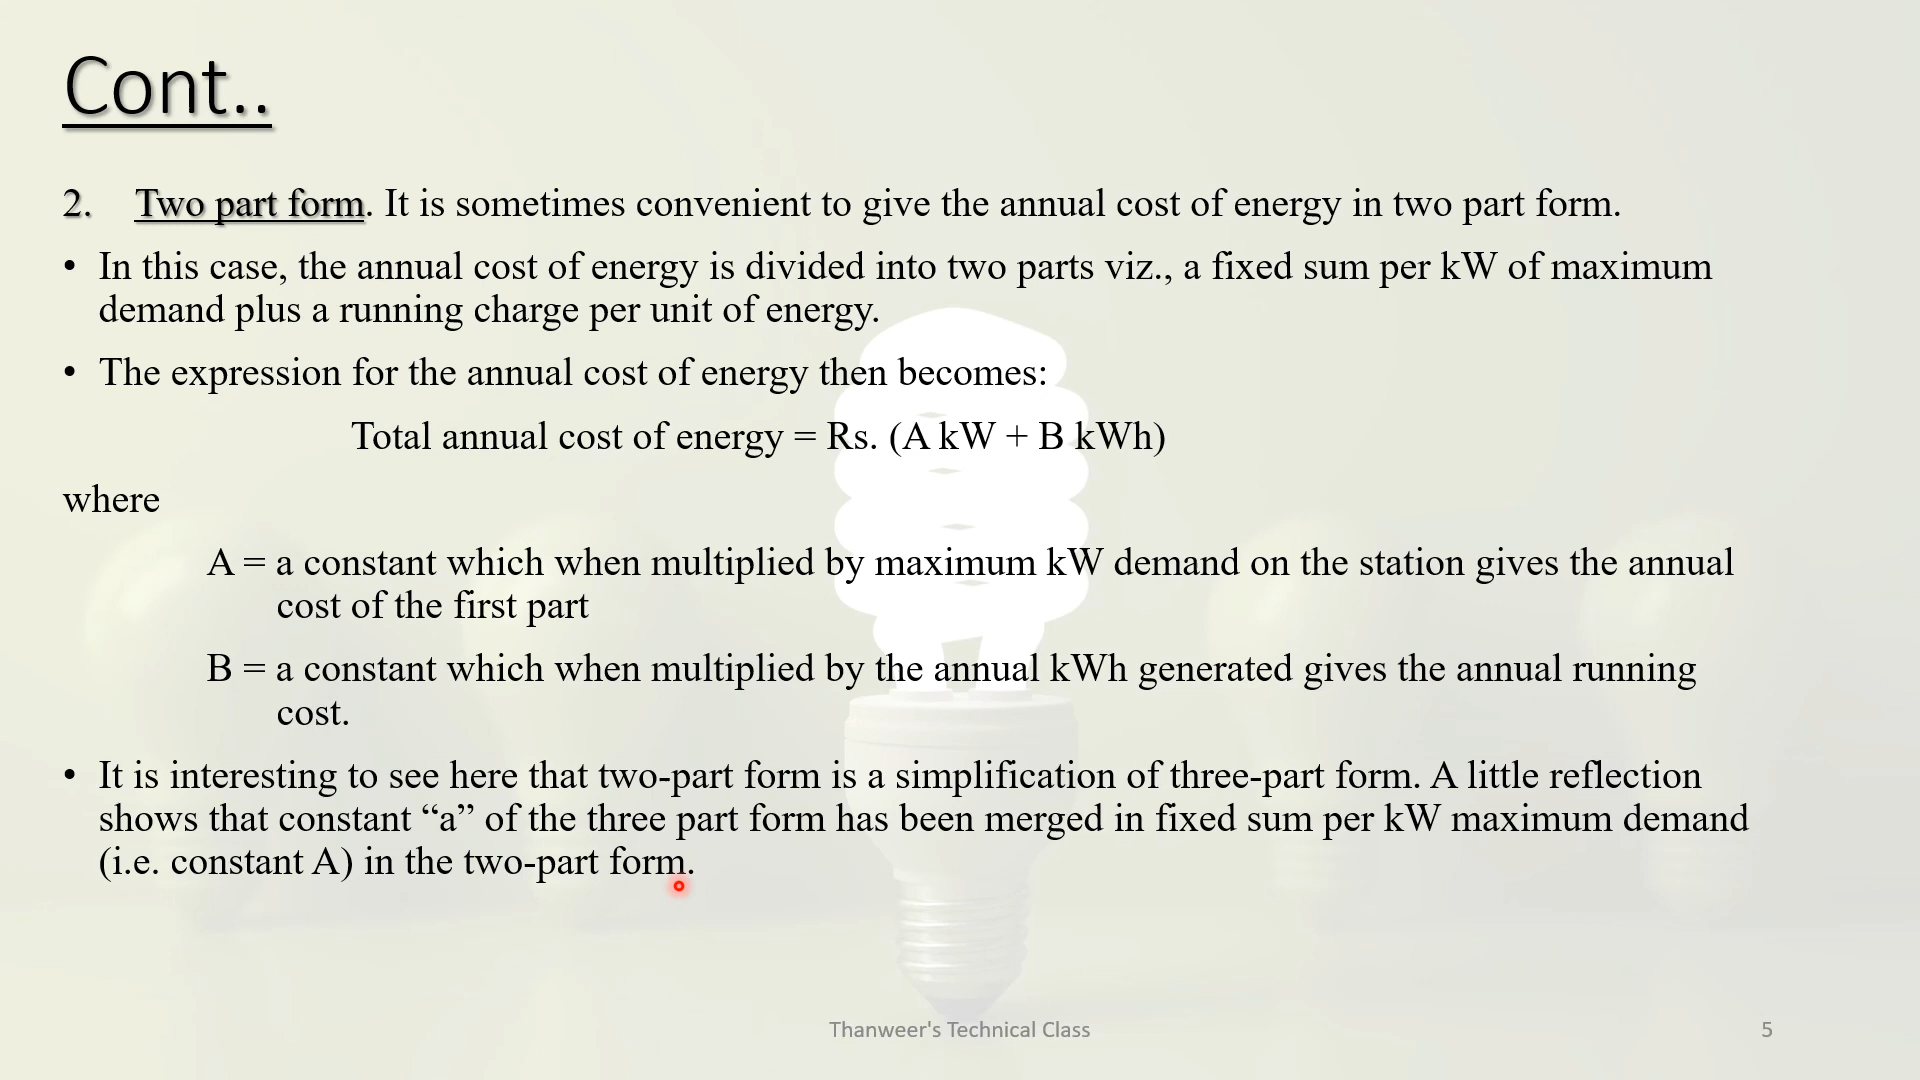 Cont..
2. Two part form. It is sometimes convenient to give the annual cost of energy in two part form.
• In this case, the annual cost of energy is divided into two parts viz., a fixed sum per kW of maximum
demand plus a running charge per unit of energy.
• The expression for the annual cost of energy then becomes:
Total annual cost of energy = Rs. (A kW + B kWh)
where
A = a constant which when multiplied by maximum kW demand on the station gives the annual
cost of the first part
B = a constant which when multiplied by the annual kWh generated gives the annual running
cost.
• It is interesting to see here that two-part form is a simplification of three-part form. A little reflection
shows that constant “a” of the three part form has been merged in fixed sum per kW maximum demand
(i.e. constant A) in the two-part form.
Thanweer's Technical Class
5